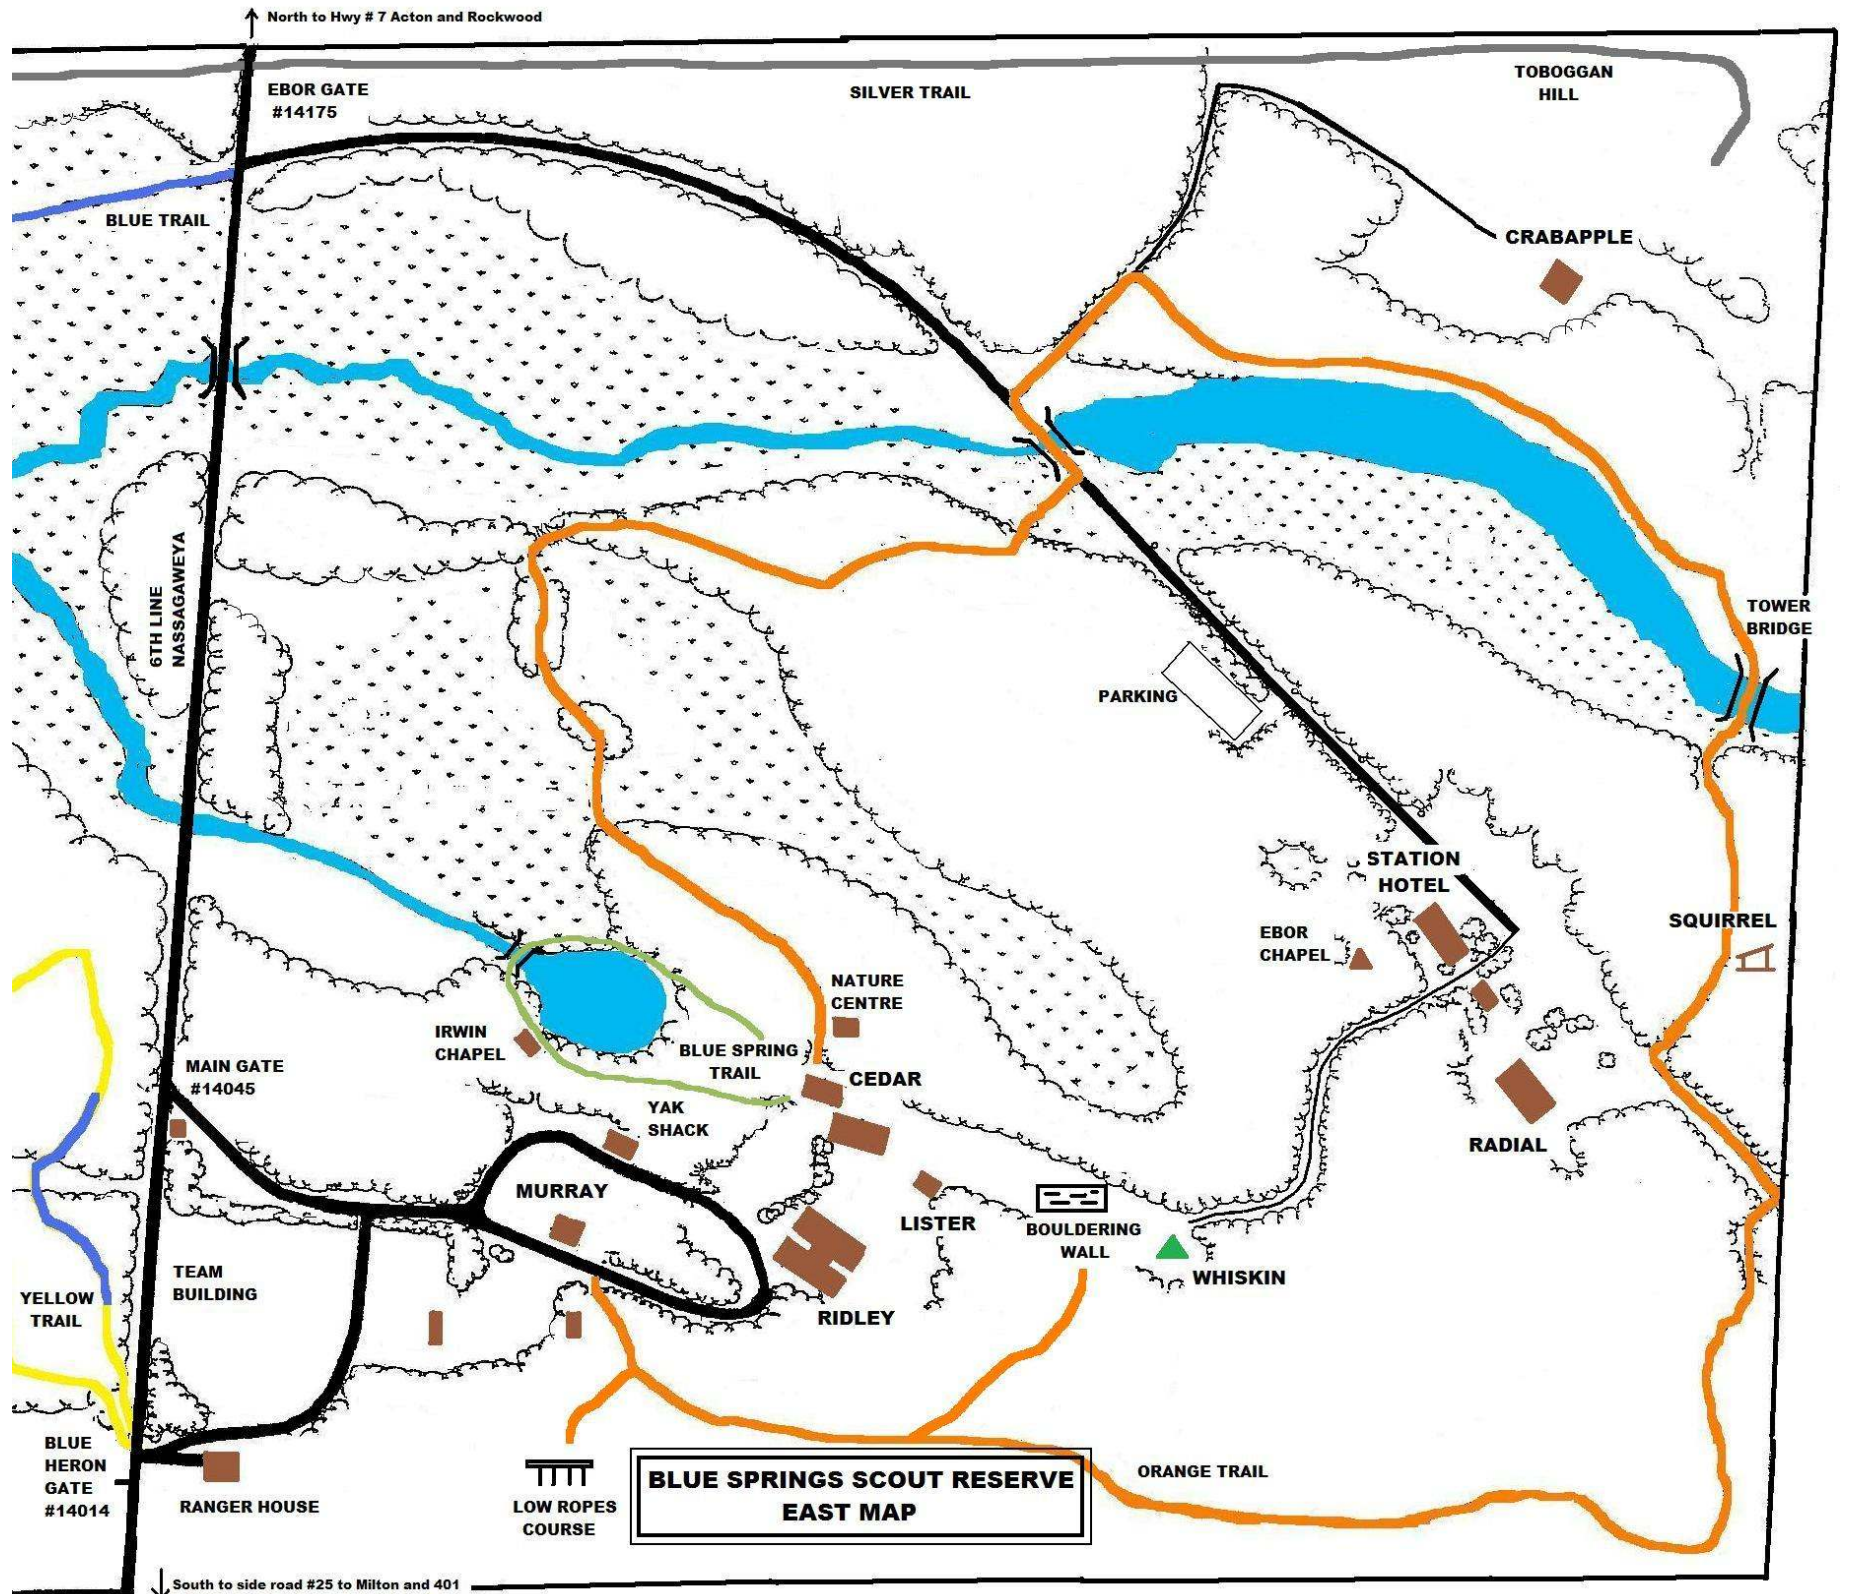 North to Hwy # 7 Acton and Rockwood
EBOR GATE
#14175
SILVER TRAIL
TOBOGGAN
HILL
BLUE TRAIL
CRABAPPLE
6TH LINE
NASSAGAWEYA
TOWER
BRIDGE
PARKING
STATION
HOTEL
SQUIRREL
EBOR
CHAPEL
NATURE
CENTRE
IRWIN
CHAPEL
BLUE SPRING
TRAIL
MAIN GATE
#14045
CEDAR
YAK
SHACK
RADIAL
MURRAY
LISTER
BOULDERING
WALL
WHISKIN
TEAM
BUILDING
YELLOW
TRAIL
RIDLEY
BLUE
HERON
GATE
#14014
RANGER HOUSE
LOW ROPES
COURSE
BLUE SPRINGS SCOUT RESERVE
EAST MAP
ORANGE TRAIL
South to side road #25 to Milton and 401